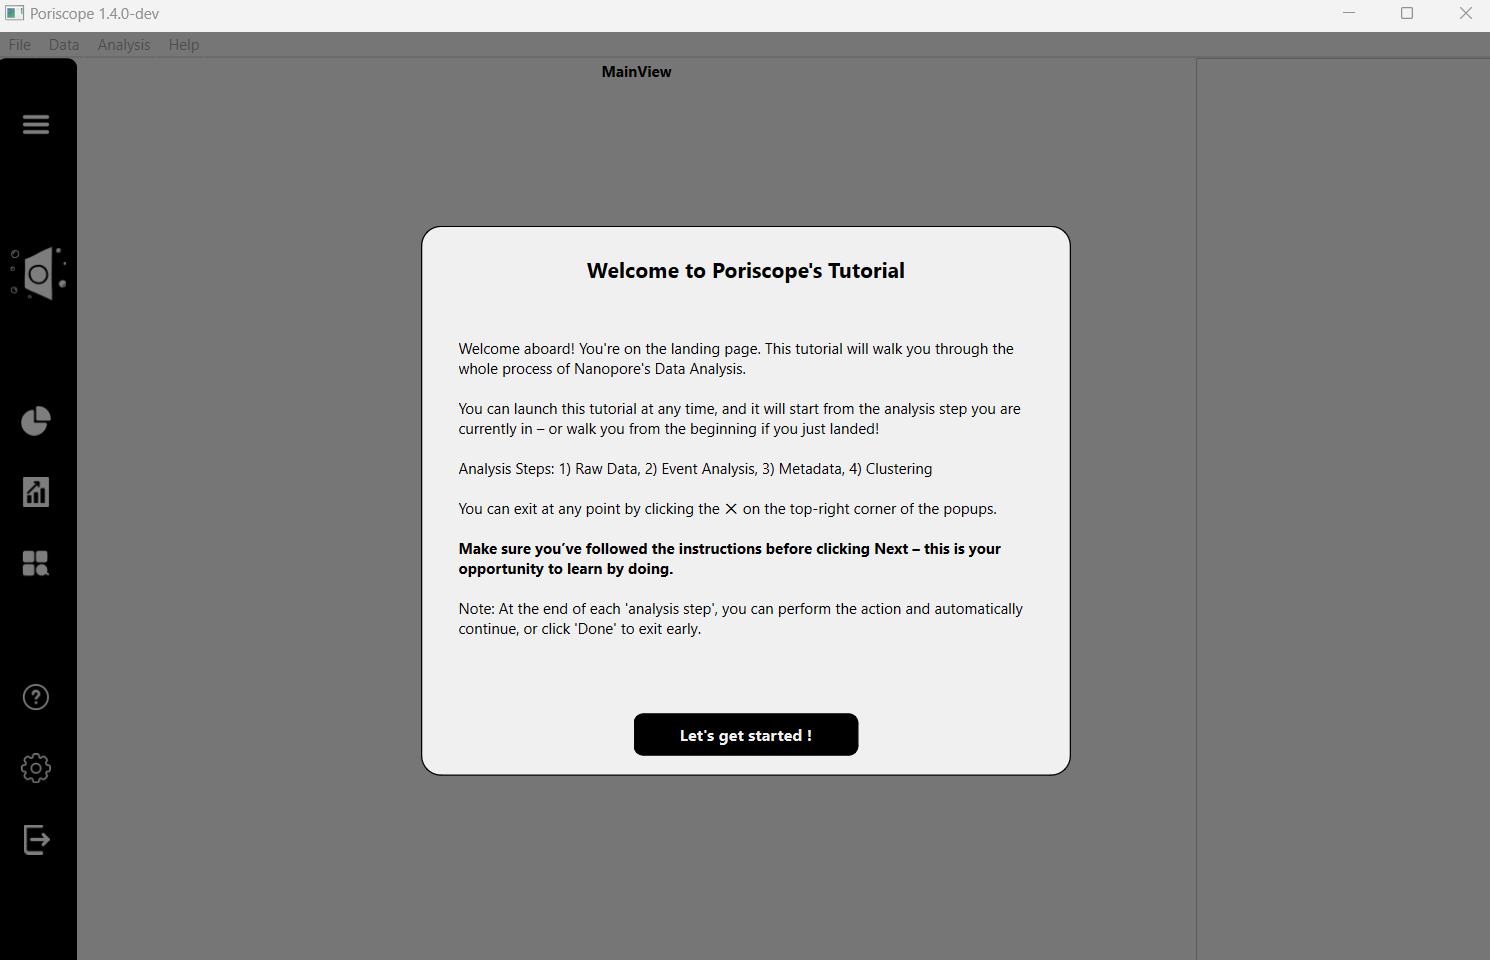 Poriscope 1.4.0-dev
File Data Analysis Help
MainView
Welcome to Poriscope's Tutorial
Welcome aboard! You're on the landing page. This tutorial will walk you through the
whole process of Nanopore's Data Analysis.
You can launch this tutorial at any time, and it will start from the analysis step you are
currently in – or walk you from the beginning if you just landed!
Analysis Steps: 1) Raw Data, 2) Event Analysis, 3) Metadata, 4) Clustering
You can exit at any point by clicking the ✕ on the top-right corner of the popups.
Make sure you’ve followed the instructions before clicking Next – this is your
opportunity to learn by doing.
Note: At the end of each 'analysis step', you can perform the action and automatically
continue, or click 'Done' to exit early.
Let's get started !